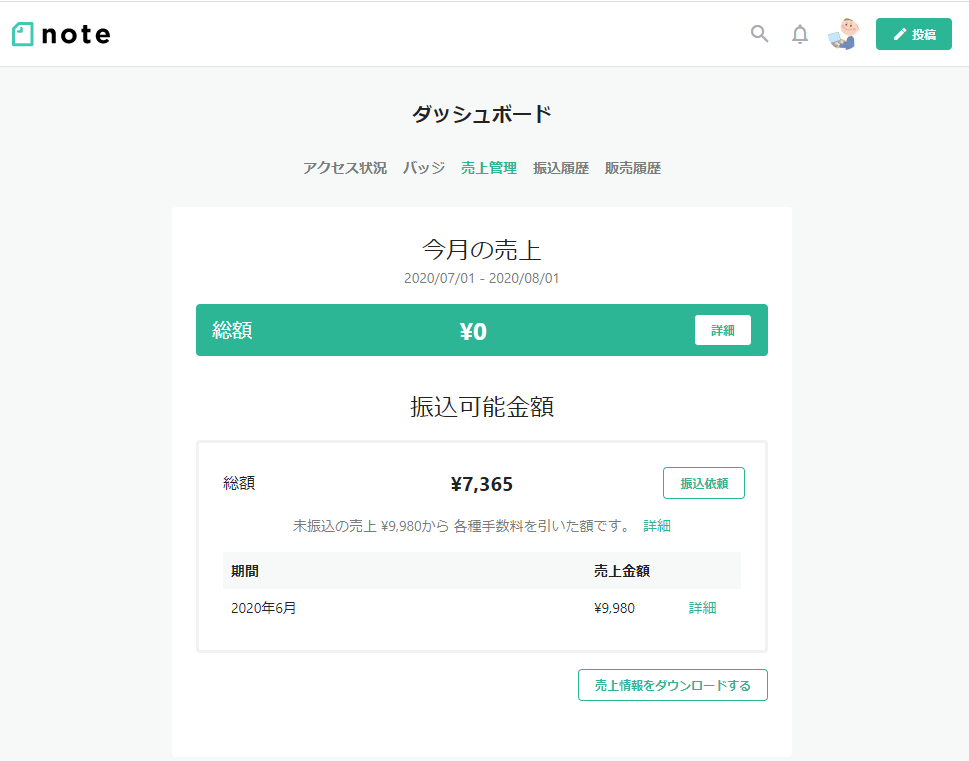 note
投稿
ダッシュボード
アクセス状況 バッジ 売上管理 振込履歴 販売履歴
今月の売上
2020/07/01 - 2020/08/01
総額 ¥0 詳細
振込可能金額
総額 ¥7,365 振込依頼
未振込の売上 ¥9,980から 各種手数料を引いた額です。 詳細
期間 売上金額
2020年6月 ¥9,980 詳細
売上情報をダウンロードする